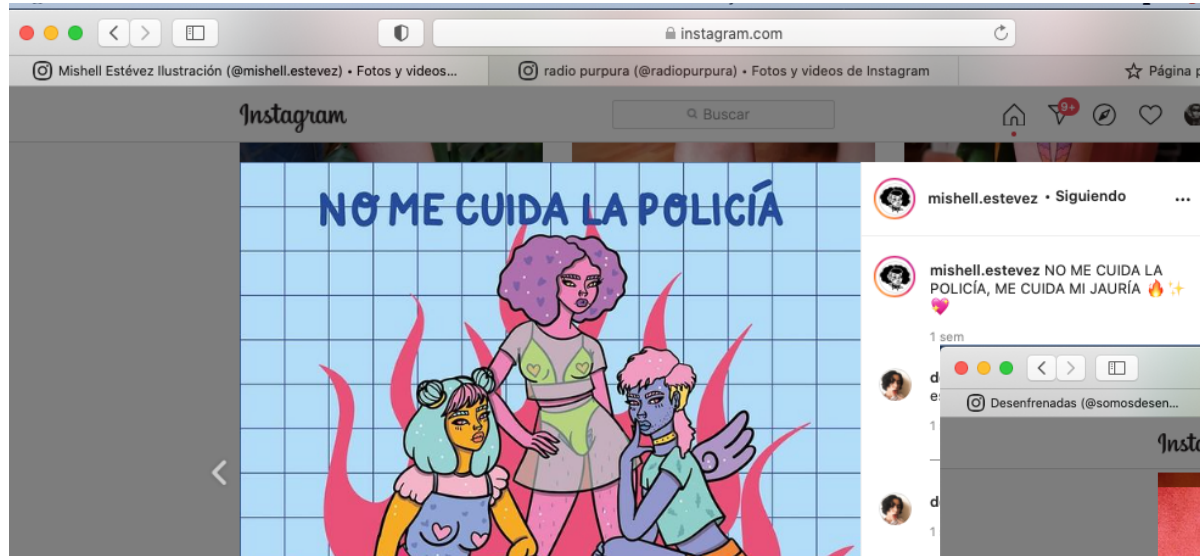 instagram.com
Mishell Estévez Ilustración (@mishell.estevez) • Fotos y videos...
radio purpura (@radiopurpura) • Fotos y videos de Instagram
Página
Instagram
Buscar
9+
NO ME CUIDA LA POLICÍA
mishell.estevez • Siguiendo
mishell.estevez NO ME CUIDA LA
POLICÍA, ME CUIDA MI JAURÍA 🔥✨
💖
1 sem
Desenfrenadas (@somosdesen...